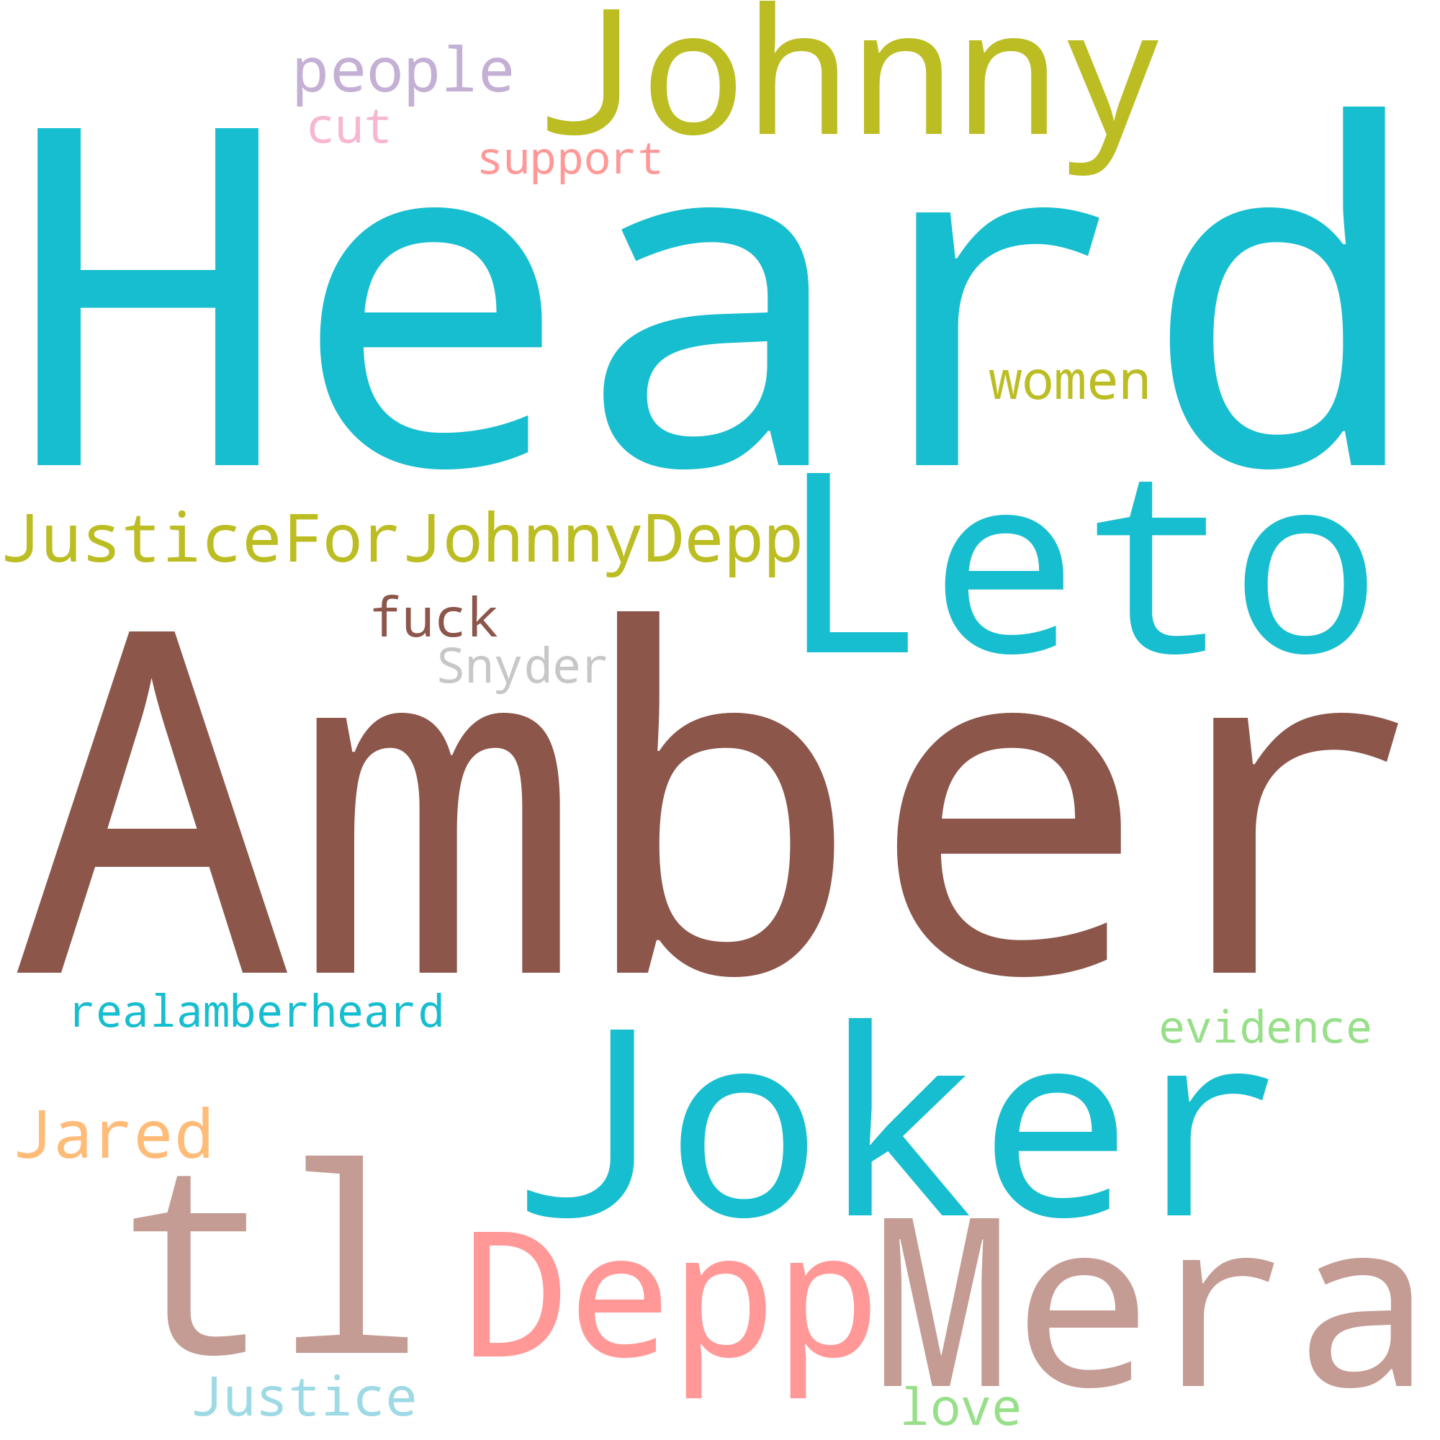 Johnny
people
cut
support
Heard
women
Leto
JusticeForJohnnyDepp
fuck
Snyder
Amber
realamberheard
evidence
Joker
Jared
tl
Depp
Mera
Justice
love